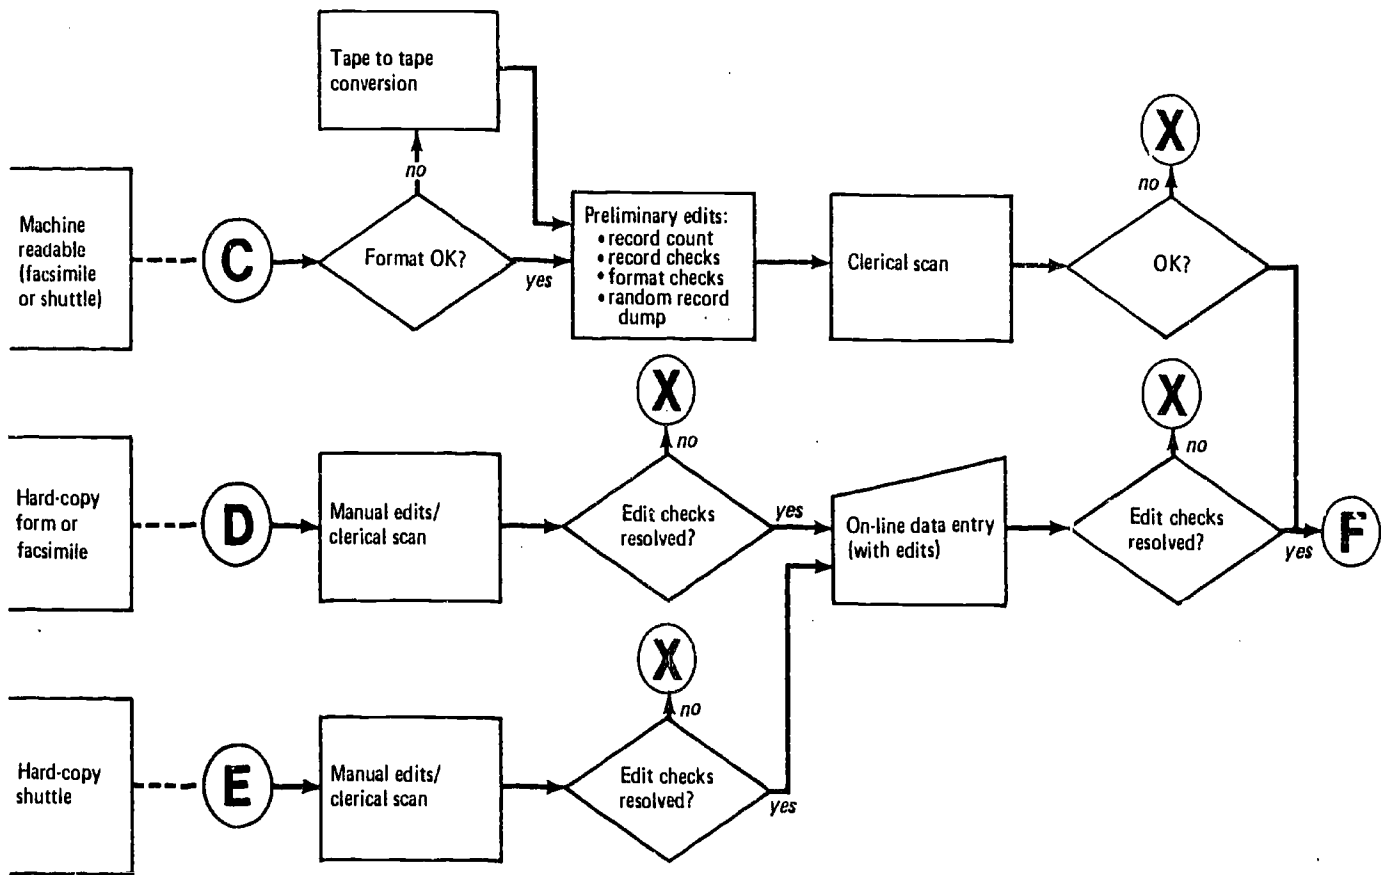 Tape to tape
conversion
X
no
no
Machine
readable
(facsimile
or shuttle)
C
Format OK?
yes
Preliminary edits:
• record count
• record checks
• format checks
• random record
dump
Clerical scan
OK?
X
no
X
no
Hard-copy
form or
facsimile
D
Manual edits/
clerical scan
Edit checks
resolved?
yes
On-line data entry
(with edits)
Edit checks
resolved?
yes
F
X
no
Hard-copy
shuttle
E
Manual edits/
clerical scan
Edit checks
resolved?
yes